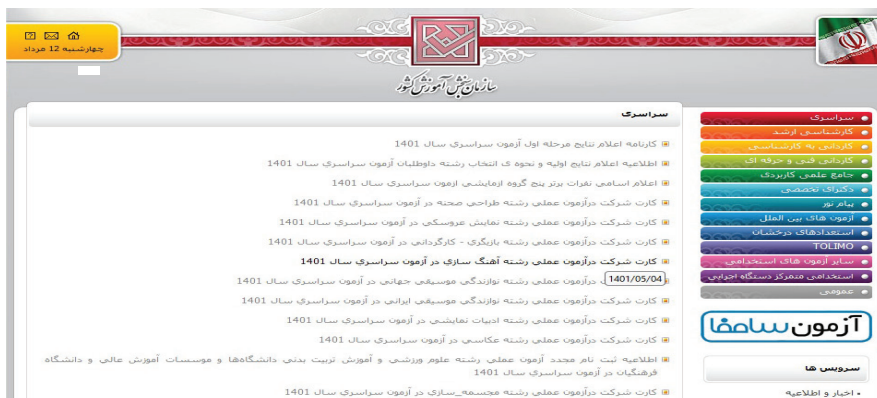 چهارشنبه 12 مرداد
سازمان سنجش آموزش کشور
سراسری
کارشناسی ارشد
کاردانی به کارشناسی
کاردانی فنی و حرفه ای
جامع علمی کاربردی
دکترای تخصصی
پیام نور
آزمون های بین الملل
استعدادهای درخشان
TOLIMO
سایر آزمون های استخدامی
استخدامی متمرکز دستگاه اجرایی
عمومی
آزمون سامفا
سرویس ها
اخبار و اطلاعیه
سراسری
کارنامه اعلام نتایج مرحله اول آزمون سراسری سال 1401
اطلاعیه اعلام نتایج اولیه و نحوه ی انتخاب رشته داوطلبان آزمون سراسری سال 1401
اعلام اسامی نفرات برتر پنج گروه ازمایشی ازمون سراسری سال 1401
کارت شرکت درآزمون عملی رشته طراحی صحنه در آزمون سراسری سال 1401
کارت شرکت درآزمون عملی رشته نمایش عروسکی در آزمون سراسری سال 1401
کارت شرکت درآزمون عملی رشته بازیگری - کارگردانی در آزمون سراسری سال 1401
کارت شرکت درآزمون عملی رشته آهنگ سازی در آزمون سراسری سال 1401
1401/05/04
درآزمون عملی رشته نوازندگی موسیقی جهانی در آزمون سراسری سال 1401
کارت شرکت درآزمون عملی رشته نوازندگی موسیقی ایرانی در آزمون سراسری سال 1401
کارت شرکت درآزمون عملی رشته ادبیات نمایشی در آزمون سراسری سال 1401
کارت شرکت درآزمون عملی رشته عکاسی در آزمون سراسری سال 1401
اطلاعیه ثبت نام مجدد آزمون عملی رشته علوم ورزشی و آموزش تربیت بدنی دانشگاه‌ها و موسسات آموزش عالی و دانشگاه
فرهنگیان در آزمون سراسری سال 1401
کارت شرکت درآزمون عملی رشته مجسمه_سازی در آزمون سراسری سال 1401